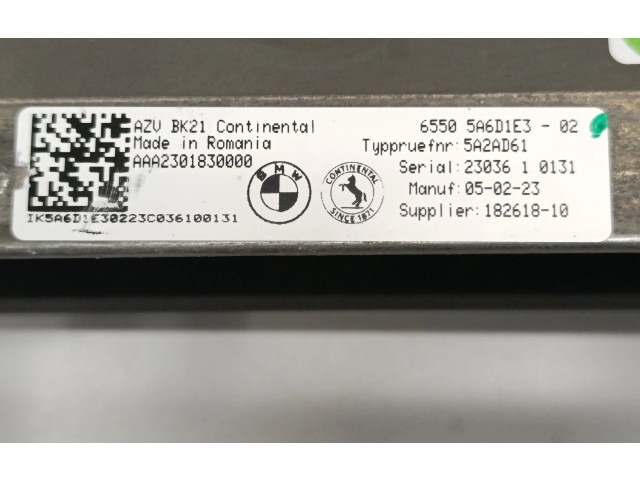 AZV BK21 Continental
Made in Romania
AAA2301830000
IK5A6D1E30223C036100131
BMW
CONTINENTAL
SINCE 1871
6550 5A6D1E3 - 02
Typpruefnr: 5A2AD61
Serial: 23036 1 0131
Manuf: 05-02-23
Supplier: 182618-10